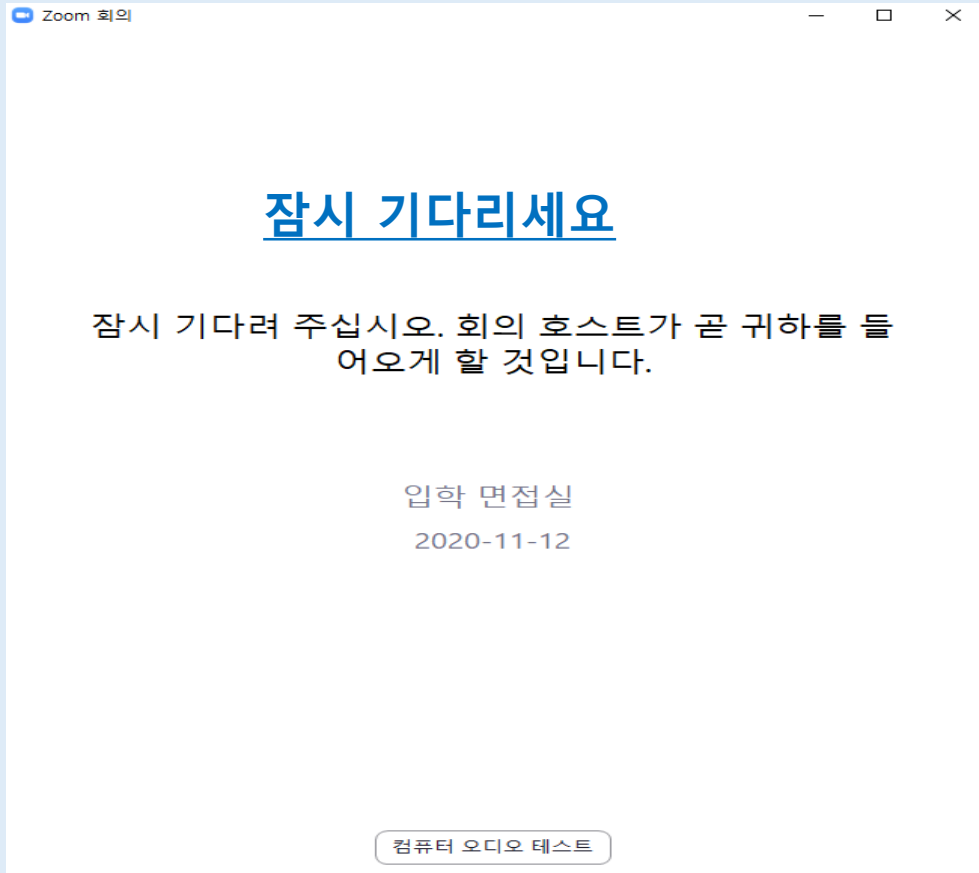 Zoom 회의
잠시 기다리세요
잠시 기다려 주십시오. 회의 호스트가 곧 귀하를 들
어오게 할 것입니다.
입학 면접실
2020-11-12
컴퓨터 오디오 테스트